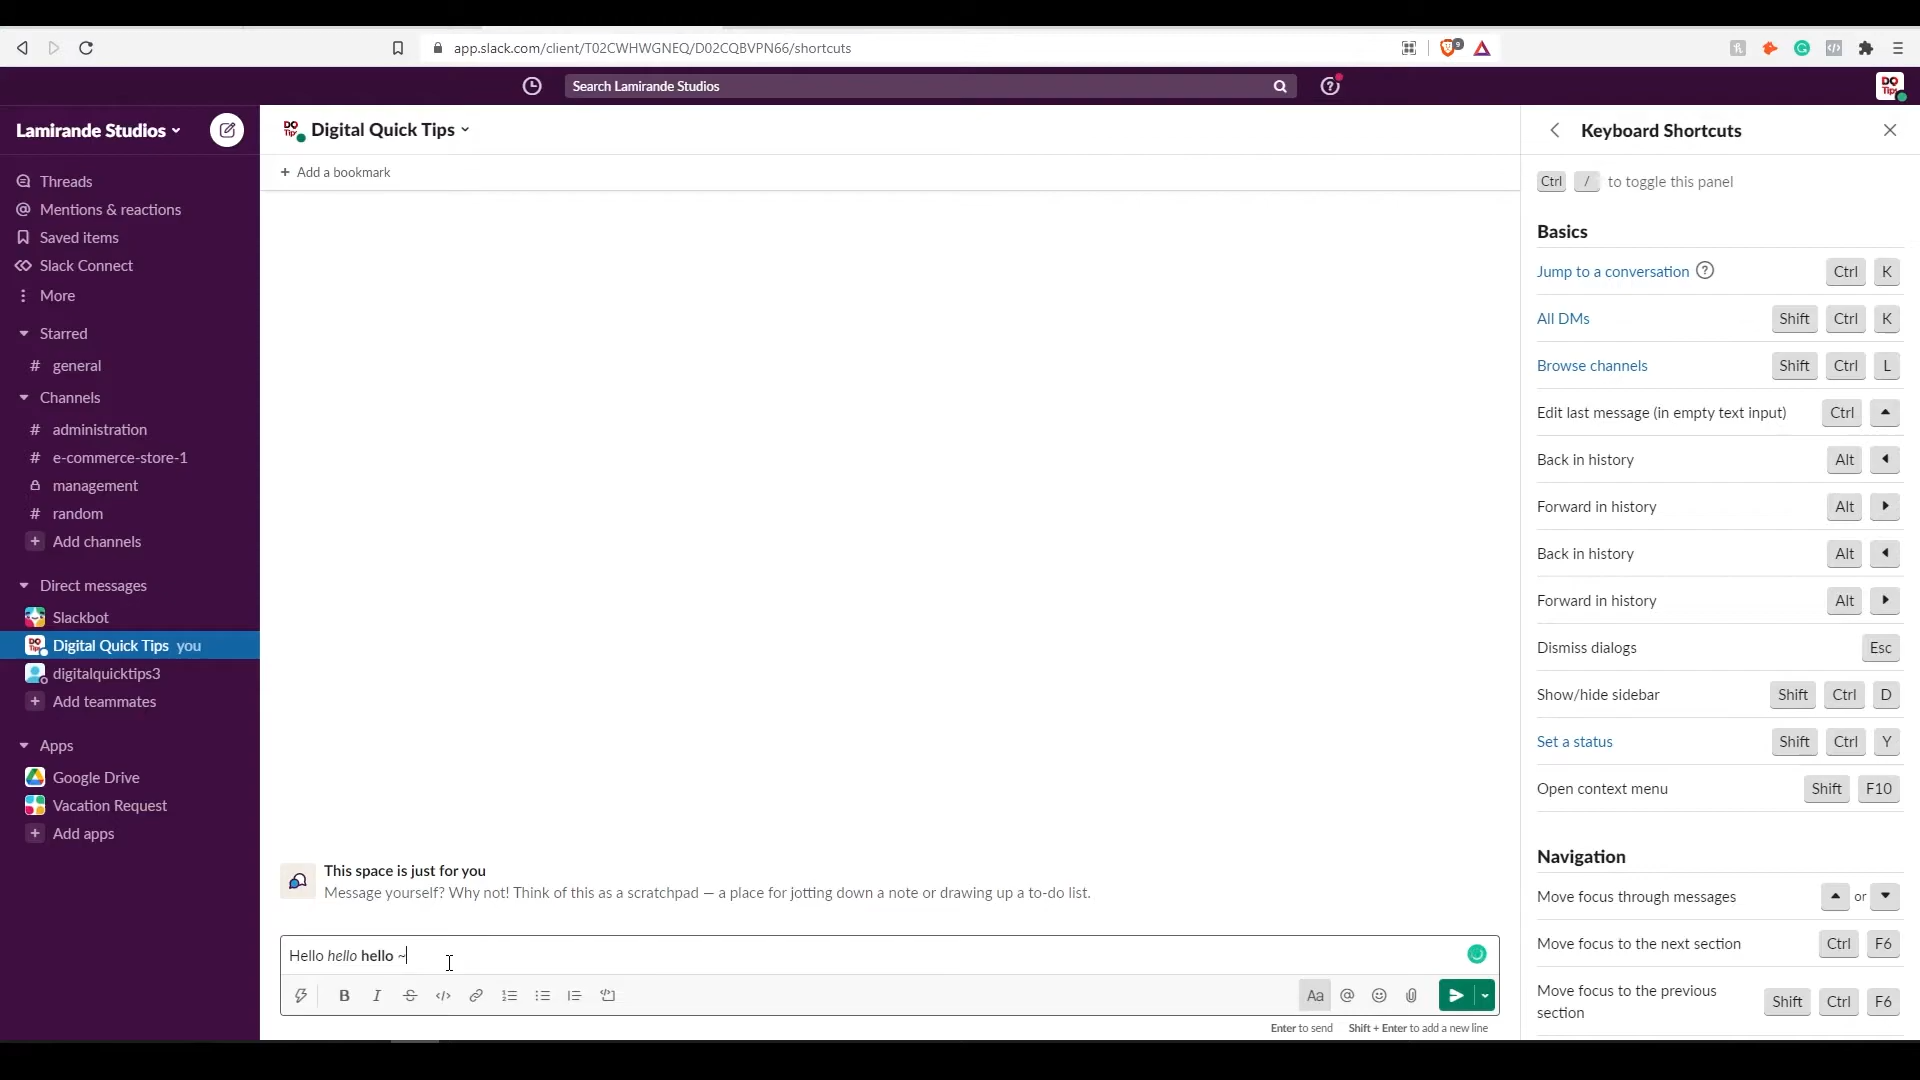 app.slack.com/client/T02CWHWGNEQ/D02CQBVPN66/shortcuts
9
Search Lamirande Studios
DQ
Tips
Lamirande Studios
Threads
Mentions & reactions
Saved items
Slack Connect
More
Starred
# general
Channels
# administration
# e-commerce-store-1
management
# random
+ Add channels
Direct messages
Slackbot
Digital Quick Tips you
digitalquicktips3
+ Add teammates
Apps
Google Drive
Vacation Request
+ Add apps
Digital Quick Tips
+ Add a bookmark
This space is just for you
Message yourself? Why not! Think of this as a scratchpad — a place for jotting down a note or drawing up a to-do list.
Hello hello hello ~
B I S </> Aa @
Enter to send Shift + Enter to add a new line
Keyboard Shortcuts
Ctrl / to toggle this panel
Basics
Jump to a conversation ? Ctrl K
All DMs Shift Ctrl K
Browse channels Shift Ctrl L
Edit last message (in empty text input) Ctrl ▲
Back in history Alt ◀
Forward in history Alt ▶
Back in history Alt ◀
Forward in history Alt ▶
Dismiss dialogs Esc
Show/hide sidebar Shift Ctrl D
Set a status Shift Ctrl Y
Open context menu Shift F10
Navigation
Move focus through messages ▲ or ▼
Move focus to the next section Ctrl F6
Move focus to the previous
section Shift Ctrl F6